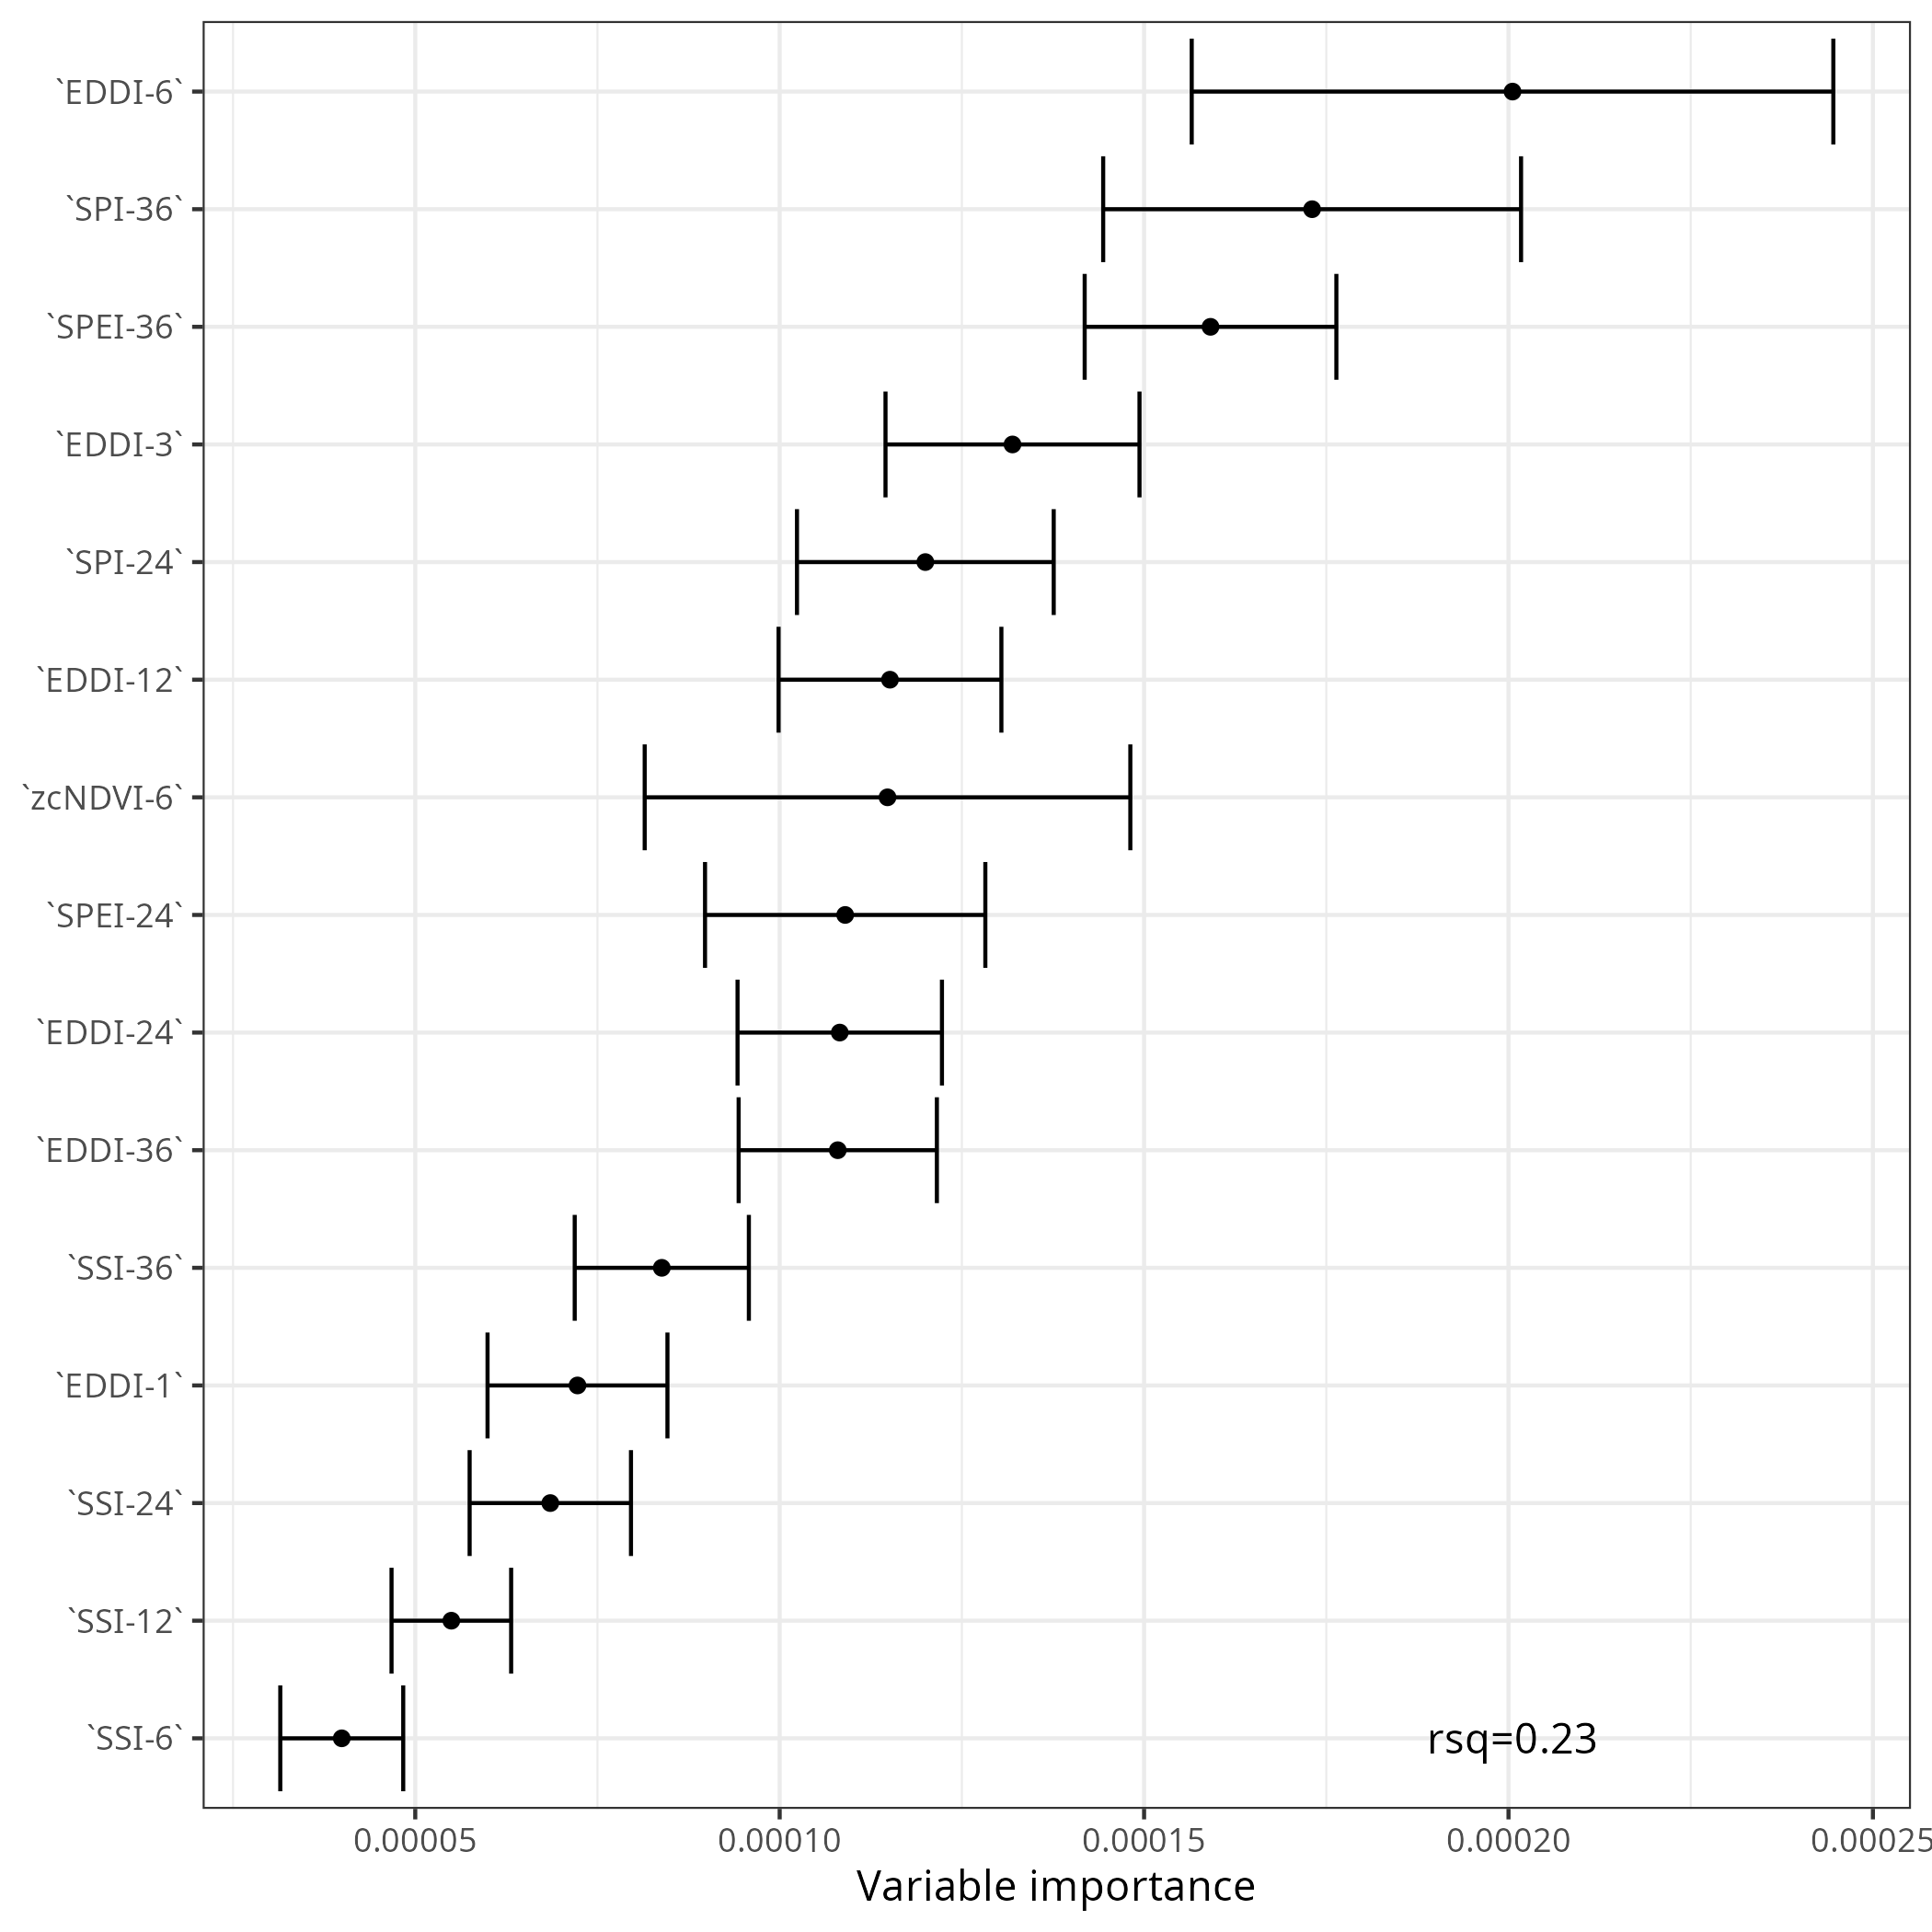 `EDDI-6`
`SPI-36`
`SPEI-36`
`EDDI-3`
`SPI-24`
`EDDI-12`
`zcNDVI-6`
`SPEI-24`
`EDDI-24`
`EDDI-36`
`SSI-36`
`EDDI-1`
`SSI-24`
`SSI-12`
`SSI-6`
rsq=0.23
0.00005 0.00010 0.00015 0.00020 0.00025
Variable importance